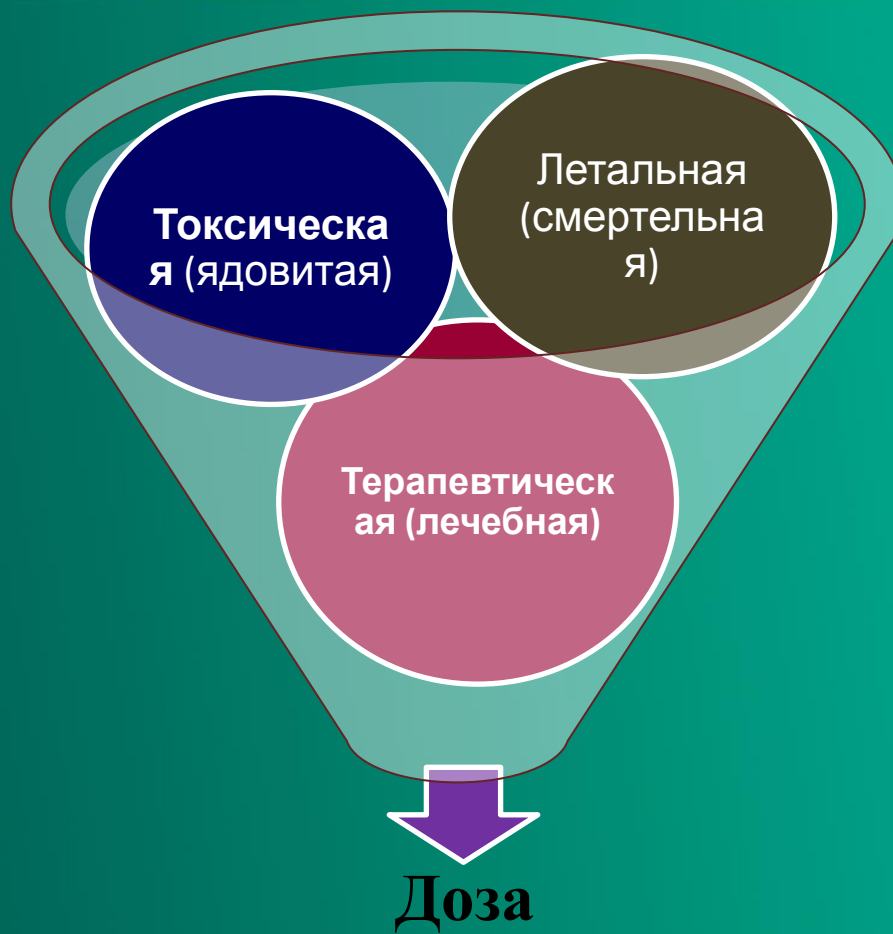 Токсическа
я (ядовитая)
Летальная
(смертельна
я)
Терапевтическ
ая (лечебная)
Доза